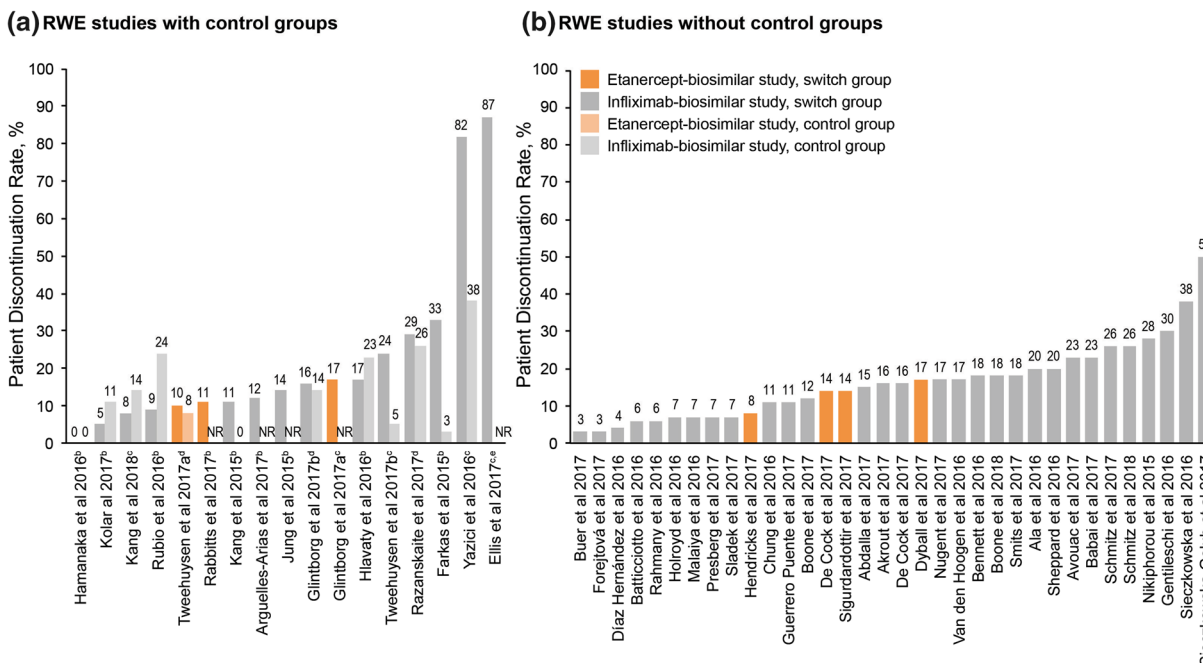 (a) RWE studies with control groups
Patient Discontinuation Rate, %
100
90
80
70
60
50
40
30
20
10
0
0 0
5 11
8 14
9 24
10 8
11 NR
11 0
12 NR
14 NR
16 14
17 NR
17 23
24 5
29 26
33 3
82 38
87 NR
Hamanaka et al 2016ᵇ
Kolar et al 2017ᵇ
Kang et al 2018ᶜ
Rubio et al 2016ᵇ
Tweehuysen et al 2017aᵈ
Rabbitts et al 2017ᵇ
Kang et al 2015ᵇ
Arguelles-Arias et al 2017ᵇ
Jung et al 2015ᵇ
Glintborg et al 2017bᵈ
Glintborg et al 2017aᶜ
Hlavaty et al 2016ᵇ
Tweehuysen et al 2017bᶜ
Razanskaite et al 2017ᵈ
Farkas et al 2015ᵇ
Yazici et al 2016ᶜ
Ellis et al 2017ᶜ,ᵉ
(b) RWE studies without control groups
Etanercept-biosimilar study, switch group
Infliximab-biosimilar study, switch group
Etanercept-biosimilar study, control group
Infliximab-biosimilar study, control group
Patient Discontinuation Rate, %
100
90
80
70
60
50
40
30
20
10
0
3
3
4
6
6
7
7
7
7
8
11
11
12
14
14
15
16
16
17
17
17
18
18
18
20
20
23
23
26
26
28
30
38
Buer et al 2017
Forejtová et al 2017
Díaz Hernández et al 2016
Batticciotto et al 2016
Rahmany et al 2016
Holroyd et al 2016
Malaiya et al 2016
Presberg et al 2017
Sladek et al 2017
Hendricks et al 2017
Chung et al 2016
Guerrero Puente et al 2017
Boone et al 2017
De Cock et al 2017
Sigurdardottir et al 2017
Abdalla et al 2017
Akrout et al 2017
De Cock et al 2017
Dyball et al 2017
Nugent et al 2017
Van den Hoogen et al 2016
Bennett et al 2016
Boone et al 2018
Smits et al 2017
Ala et al 2016
Sheppard et al 2016
Avouac et al 2017
Babai et al 2017
Schmitz et al 2017
Schmitz et al 2018
Nikiphorou et al 2015
Gentileschi et al 2016
Sieczkowska et al 2016